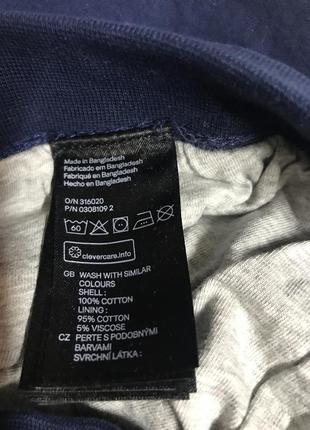 Made in Bangladesh
Fabricado en Bangladesh
Fabriqué en Bangladesh
Hecho en Bangladesh
O/N 316020
P/N 0308109 2
60
clevercare.info
GB WASH WITH SIMILAR
COLOURS
SHELL :
100% COTTON
LINING :
95% COTTON
5% VISCOSE
CZ PERTE S PODOBNÝMI
BARVAMI
SVRCHNÍ LÁTKA :